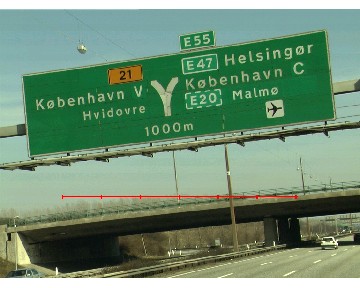 E55
21
København V
Hvidovre
E47 Helsingør
København C
E20 Malmø
1000m